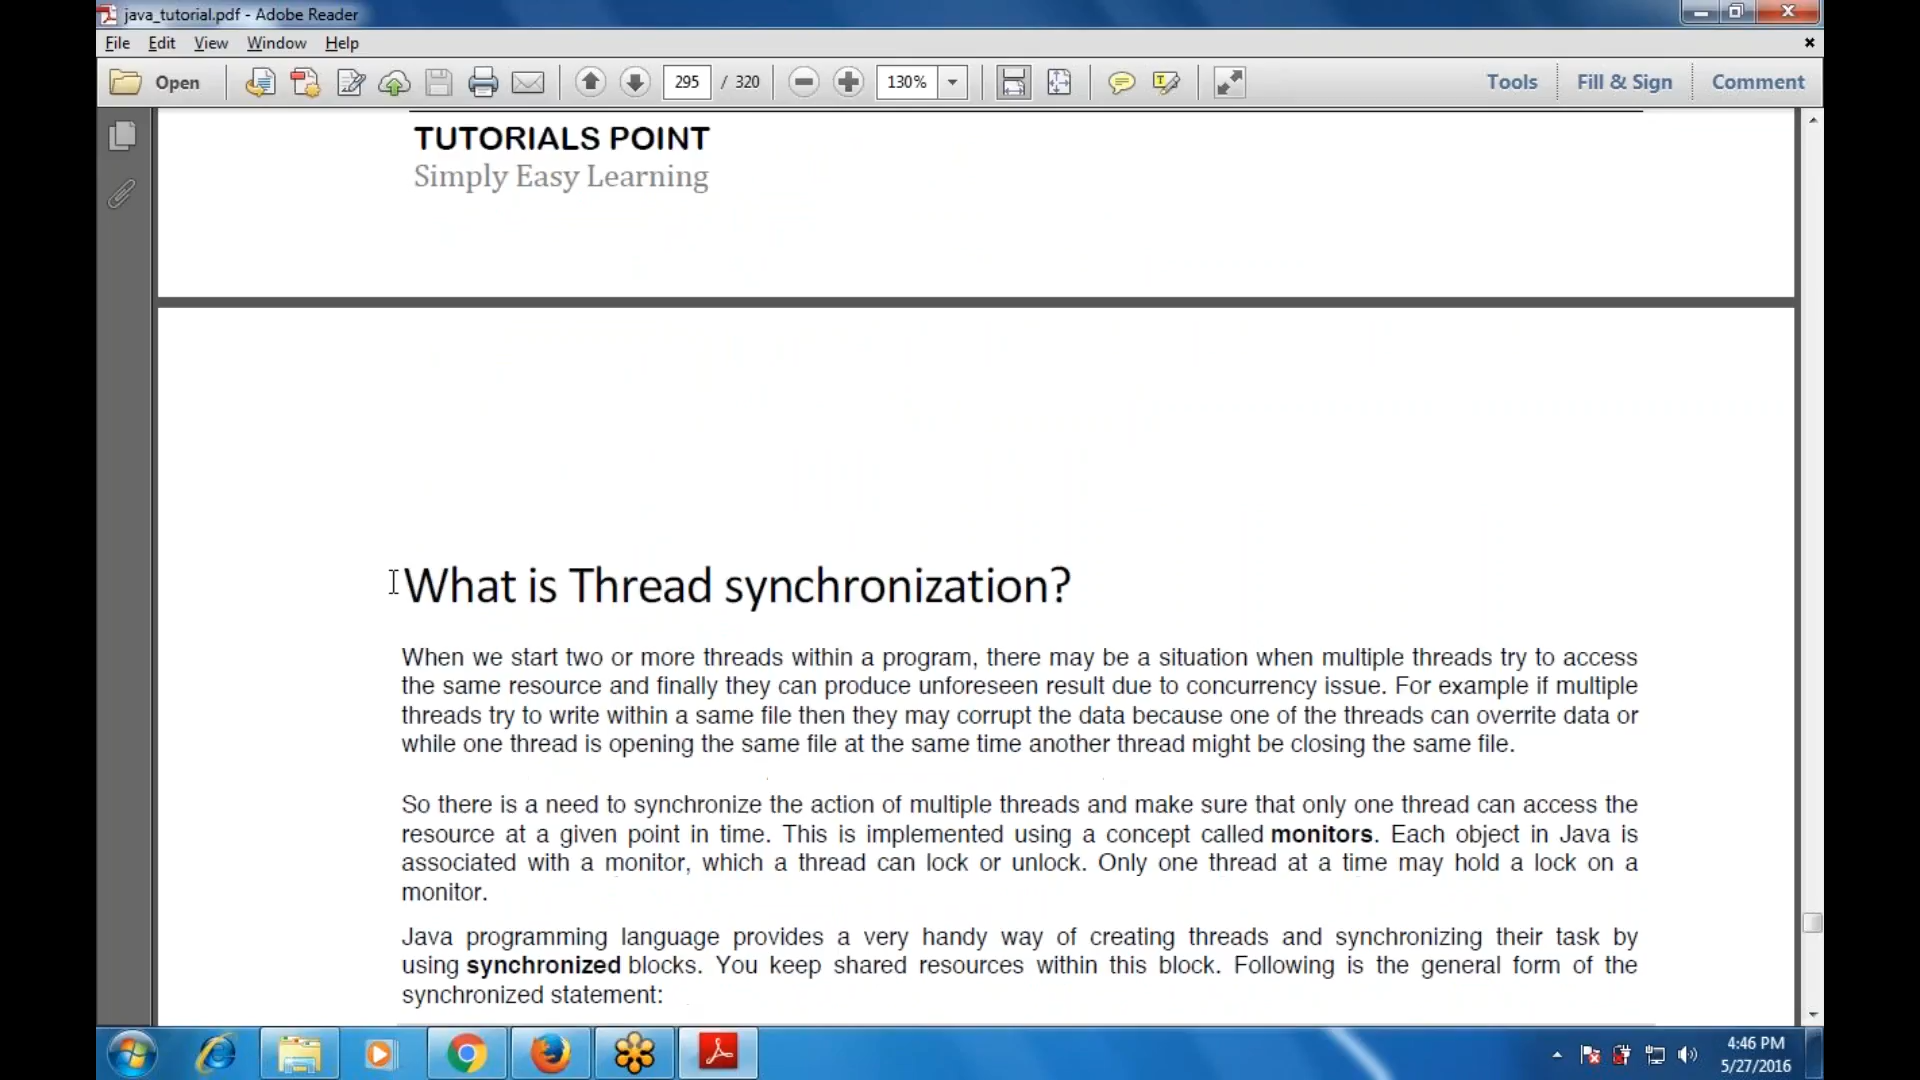 java_tutorial.pdf - Adobe Reader
File Edit View Window Help
Open 295 / 320 130% Tools Fill & Sign Comment
TUTORIALS POINT
Simply Easy Learning
What is Thread synchronization?
When we start two or more threads within a program, there may be a situation when multiple threads try to access
the same resource and finally they can produce unforeseen result due to concurrency issue. For example if multiple
threads try to write within a same file then they may corrupt the data because one of the threads can overrite data or
while one thread is opening the same file at the same time another thread might be closing the same file.
So there is a need to synchronize the action of multiple threads and make sure that only one thread can access the
resource at a given point in time. This is implemented using a concept called monitors. Each object in Java is
associated with a monitor, which a thread can lock or unlock. Only one thread at a time may hold a lock on a
monitor.
Java programming language provides a very handy way of creating threads and synchronizing their task by
using synchronized blocks. You keep shared resources within this block. Following is the general form of the
synchronized statement:
4:46 PM
5/27/2016